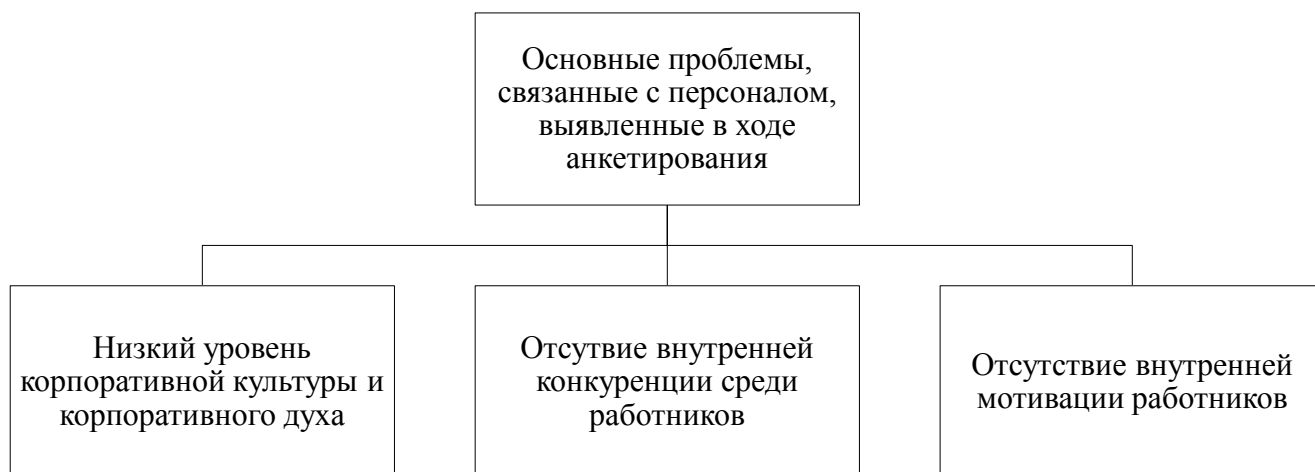 Основные проблемы,
связанные с персоналом,
выявленные в ходе
анкетирования
Низкий уровень
корпоративной культуры и
корпоративного духа
Отсутвие внутренней
конкуренции среди
работников
Отсутствие внутренней
мотивации работников